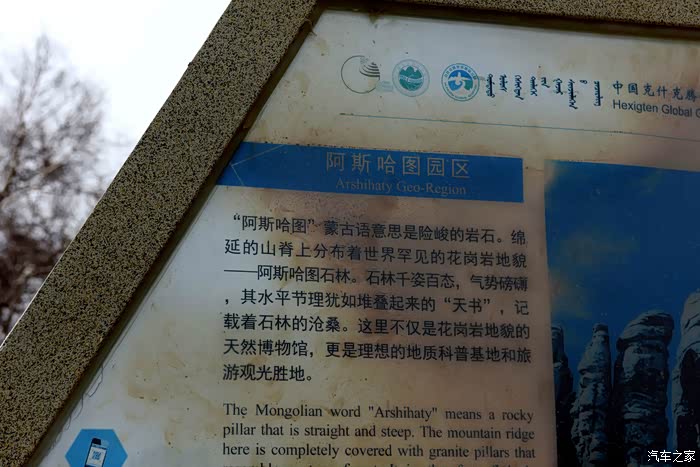 中国克什克腾
Hexigten Global
阿斯哈图园区
Arshihaty Geo-Region
“阿斯哈图”蒙古语意思是险峻的岩石。绵
延的山脊上分布着世界罕见的花岗岩地貌
——阿斯哈图石林。石林千姿百态，气势磅礴
，其水平节理犹如堆叠起来的“天书”，记
载着石林的沧桑。这里不仅是花岗岩地貌的
天然博物馆，更是理想的地质科普基地和旅
游观光胜地。
The Mongolian word "Arshihaty" means a rocky
pillar that is straight and steep. The mountain ridge
here is completely covered with granite pillars that
汽车之家